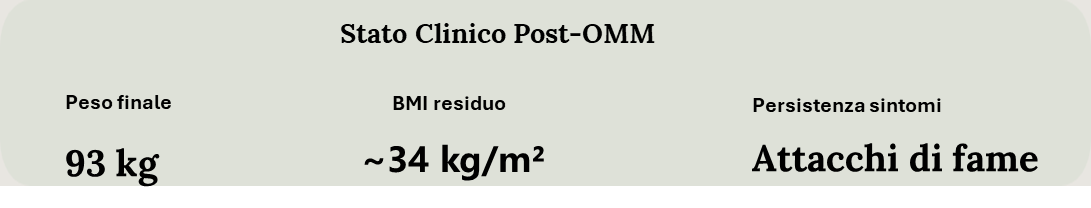 Stato Clinico Post-OMM
Peso finale
BMI residuo
Persistenza sintomi
93 kg
~34 kg/m²
Attacchi di fame